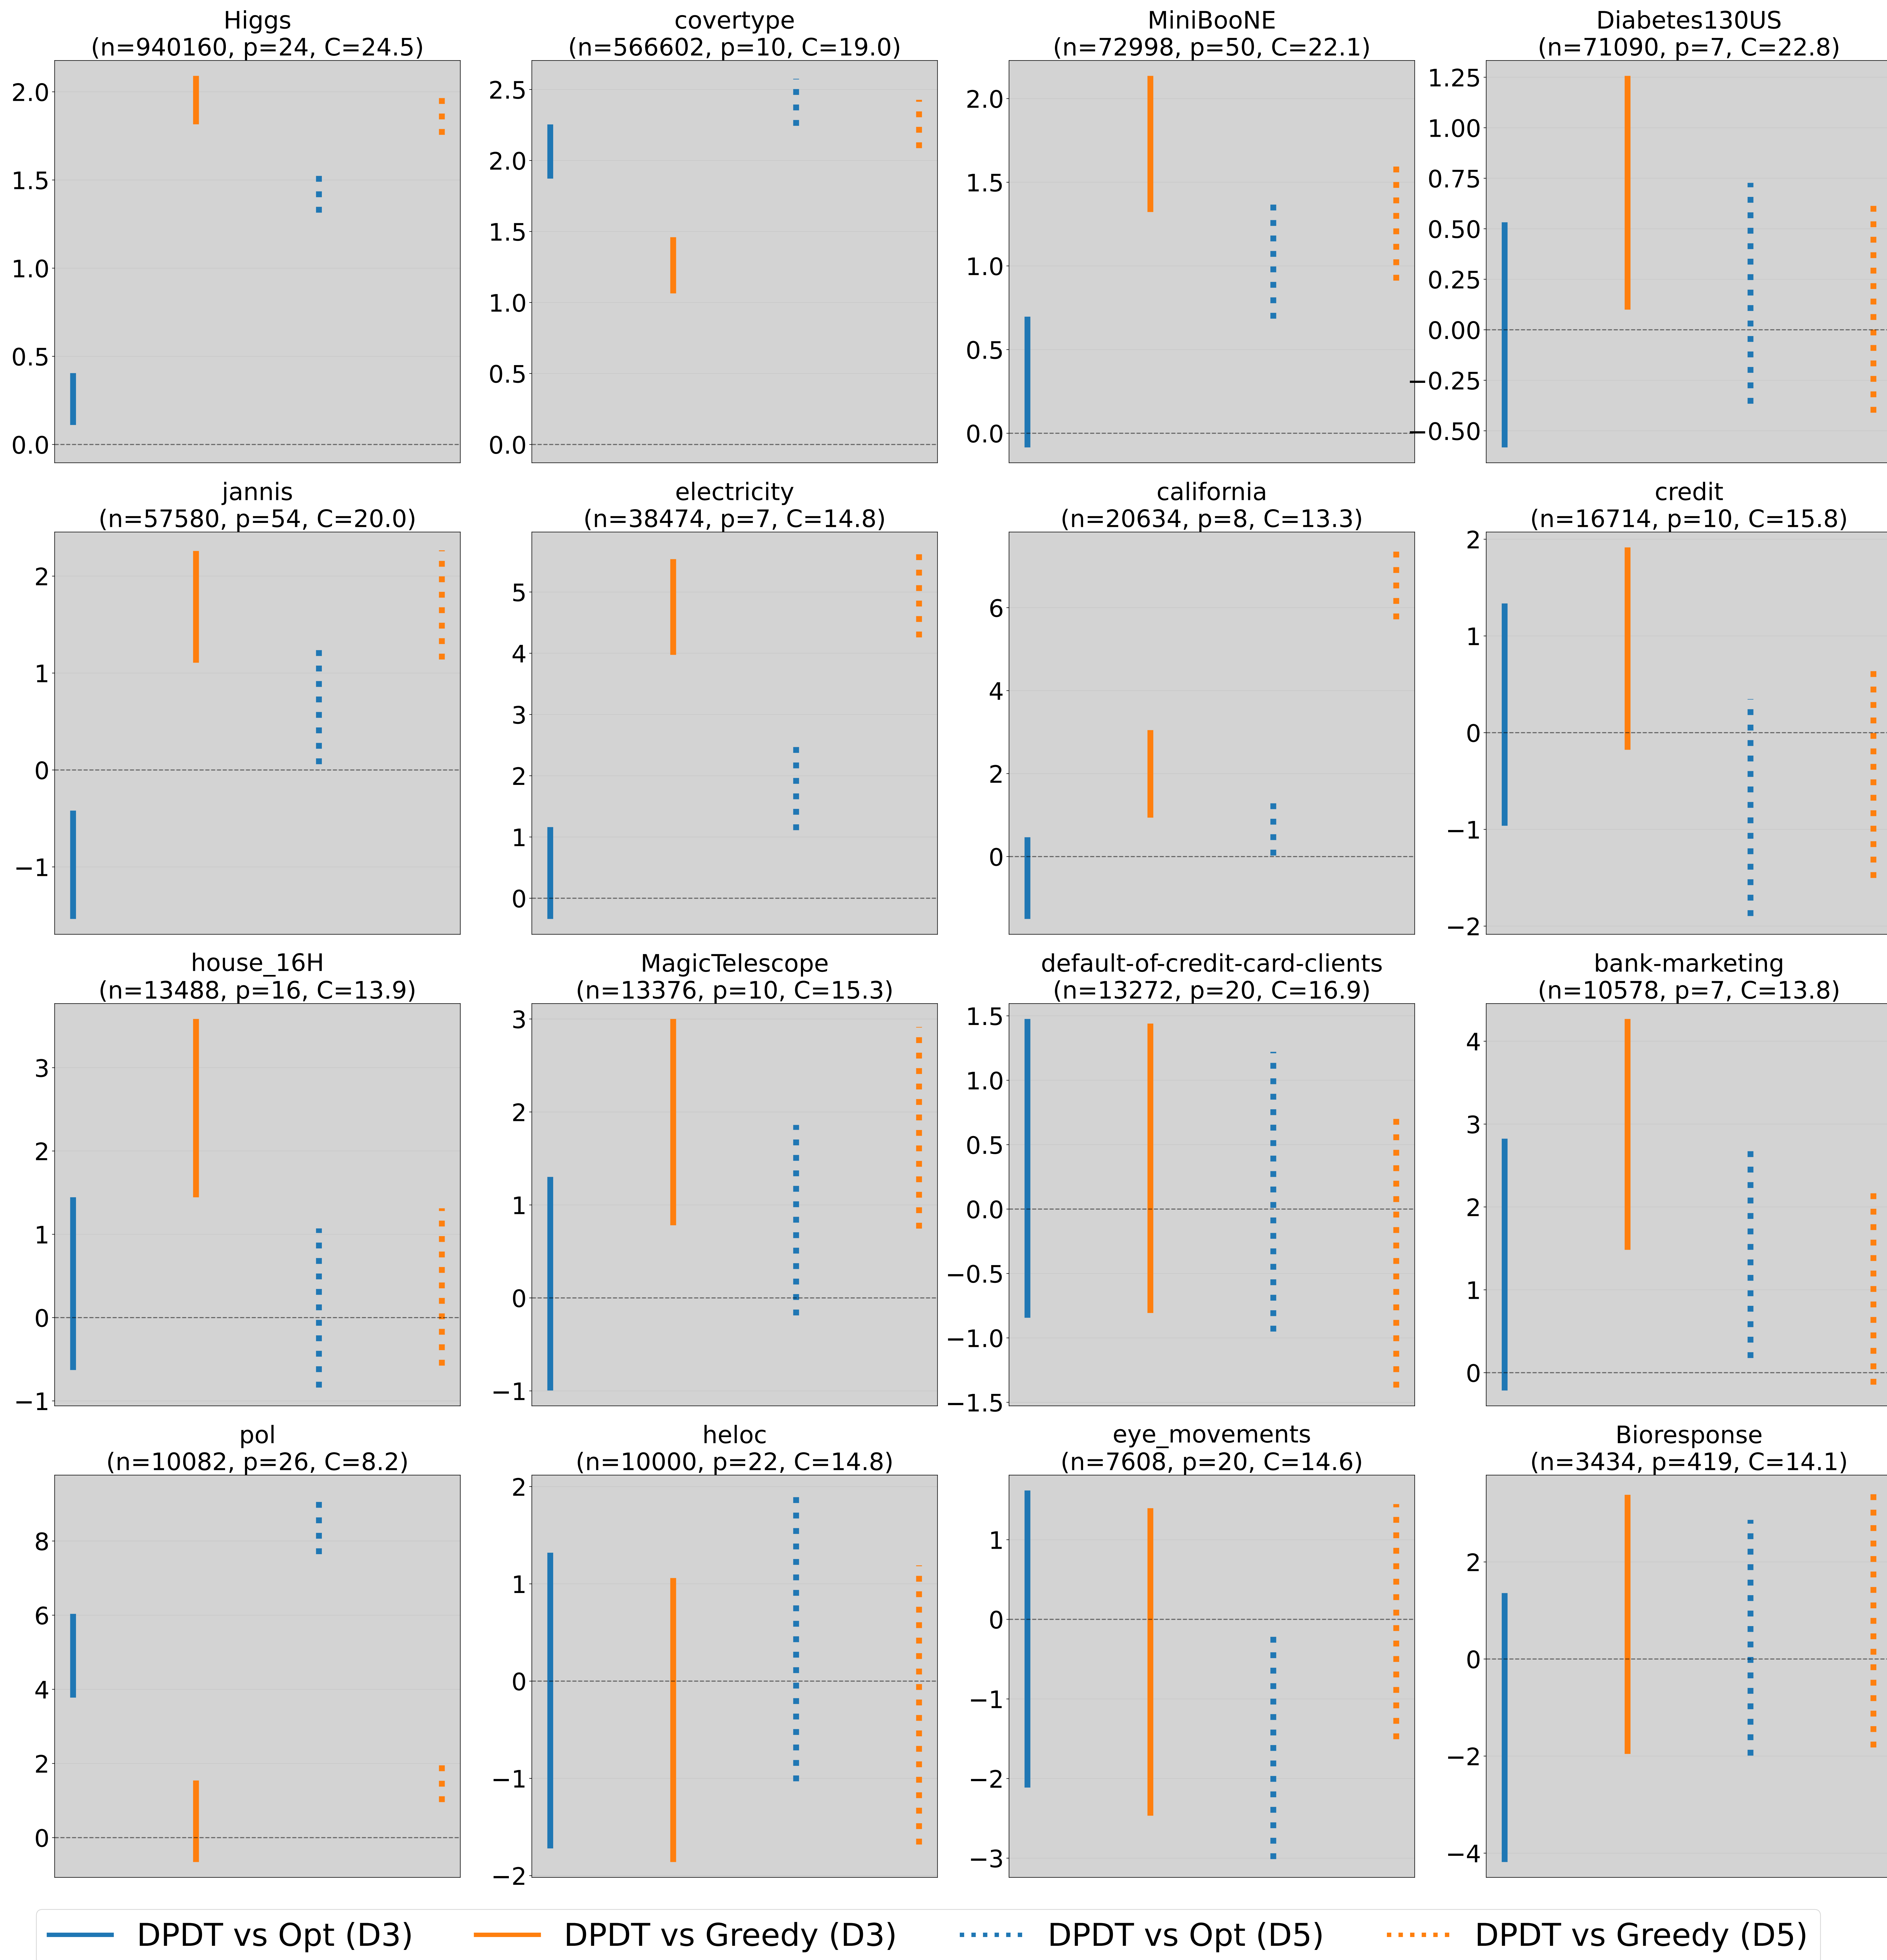 Higgs
(n=940160, p=24, C=24.5)
2.0
1.5
1.0
0.5
0.0
covertype
(n=566602, p=10, C=19.0)
2.5
2.0
1.5
1.0
0.5
0.0
MiniBooNE
(n=72998, p=50, C=22.1)
2.0
1.5
1.0
0.5
0.0
Diabetes130US
(n=71090, p=7, C=22.8)
1.25
1.00
0.75
0.50
0.25
0.00
−0.25
−0.50
jannis
(n=57580, p=54, C=20.0)
2
1
0
−1
electricity
(n=38474, p=7, C=14.8)
5
4
3
2
1
0
california
(n=20634, p=8, C=13.3)
6
4
2
0
credit
(n=16714, p=10, C=15.8)
2
1
0
−1
−2
house_16H
(n=13488, p=16, C=13.9)
3
2
1
0
−1
MagicTelescope
(n=13376, p=10, C=15.3)
3
2
1
0
−1
default-of-credit-card-clients
(n=13272, p=20, C=16.9)
1.5
1.0
0.5
0.0
−0.5
−1.0
−1.5
bank-marketing
(n=10578, p=7, C=13.8)
4
3
2
1
0
pol
(n=10082, p=26, C=8.2)
8
6
4
2
0
heloc
(n=10000, p=22, C=14.8)
2
1
0
−1
−2
eye_movements
(n=7608, p=20, C=14.6)
1
0
−1
−2
−3
Bioresponse
(n=3434, p=419, C=14.1)
2
0
−2
−4
DPDT vs Opt (D3)
DPDT vs Greedy (D3)
DPDT vs Opt (D5)
DPDT vs Greedy (D5)